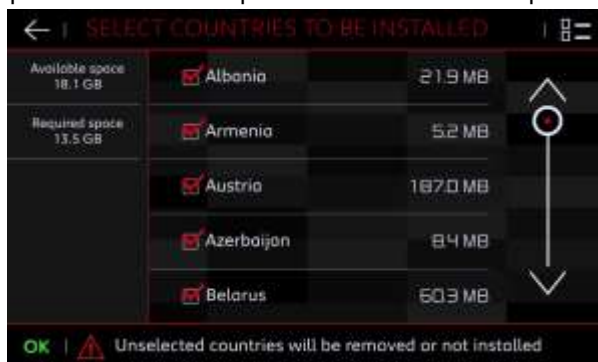 SELECT COUNTRIES TO BE INSTALLED
Available space
18.1 GB
Albania 21.9 MB
Required space
13.5 GB
Armenia 5.2 MB
Austria 187.0 MB
Azerbaijan 8.4 MB
Belarus 60.3 MB
OK Unselected countries will be removed or not installed